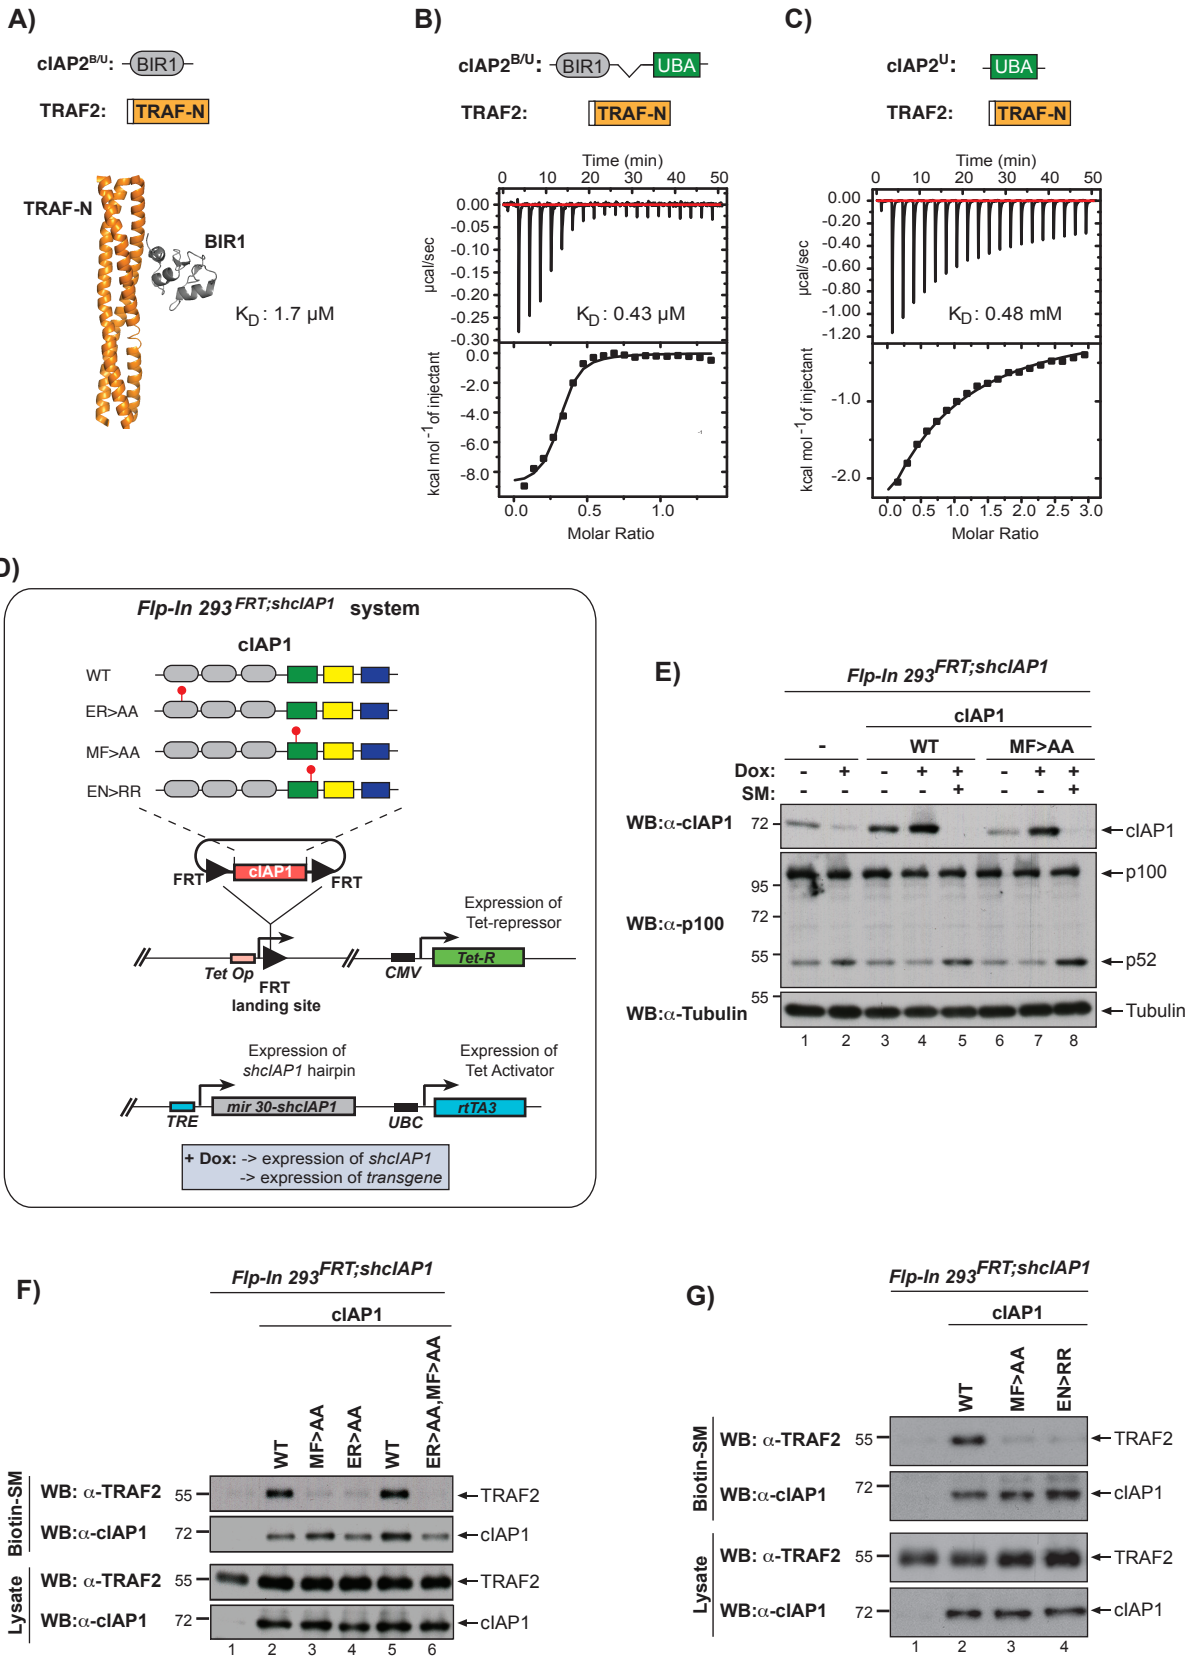 A)
cIAP2B/U: BIR1
TRAF2: TRAF-N
TRAF-N
BIR1
KD: 1.7 µM
B)
cIAP2B/U: BIR1 UBA
TRAF2: TRAF-N
Time (min)
0 10 20 30 40 50
0.00
-0.05
-0.10
-0.15
-0.20
-0.25
-0.30
µcal/sec
KD: 0.43 µM
0.0
-2.0
-4.0
-6.0
-8.0
kcal mol-1 of injectant
-1
0.0 0.5 1.0
Molar Ratio
C)
cIAP2U: UBA
TRAF2: TRAF-N
Time (min)
0 10 20 30 40 50
0.00
-0.20
-0.40
-0.60
-0.80
-1.00
-1.20
µcal/sec
KD: 0.48 mM
-1.0
-2.0
kcal mol-1 of injectant
0.0 0.5 1.0 1.5 2.0 2.5 3.0
Molar Ratio
D)
Flp-In 293FRT;shcIAP1 system
cIAP1
WT
ER>AA
MF>AA
EN>RR
FRT cIAP1 FRT
Expression of
Tet-repressor
Tet Op
FRT
landing site
CMV Tet-R
Expression of
shcIAP1 hairpin
Expression of
Tet Activator
TRE mir 30-shcIAP1 UBC rtTA3
+ Dox: -> expression of shcIAP1
-> expression of transgene
E)
Flp-In 293FRT;shcIAP1
cIAP1
- WT MF>AA
Dox: - + - + + - + +
SM: - - + - - +
WB:α-cIAP1 72 cIAP1
p100
95
72
WB:α-p100
55 p52
55
WB:α-Tubulin Tubulin
1 2 3 4 5 6 7 8
F)
Flp-In 293FRT;shcIAP1
cIAP1
WT MF>AA ER>AA WT ER>AA,MF>AA
Biotin-SM
WB: α-TRAF2 55 TRAF2
WB:α-cIAP1 72 cIAP1
Lysate
WB: α-TRAF2 55 TRAF2
WB:α-cIAP1 72 cIAP1
1 2 3 4 5 6
G)
Flp-In 293FRT;shcIAP1
cIAP1
WT MF>AA EN>RR
Biotin-SM
WB: α-TRAF2 55 TRAF2
WB:α-cIAP1 72 cIAP1
Lysate
WB: α-TRAF2 55 TRAF2
WB:α-cIAP1 72 cIAP1
1 2 3 4